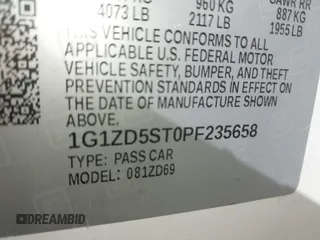 960 KG
GAWR RR
887 KG
4073 LB
2117 LB
1955 LB
THIS VEHICLE CONFORMS TO ALL
APPLICABLE U.S. FEDERAL MOTOR
VEHICLE SAFETY, BUMPER, AND THEFT
PREVENTION STANDARDS IN EFFECT ON
THE DATE OF MANUFACTURE SHOWN
ABOVE.
1G1ZD5ST0PF235658
TYPE: PASS CAR
MODEL: 081ZD69
DREAMBID